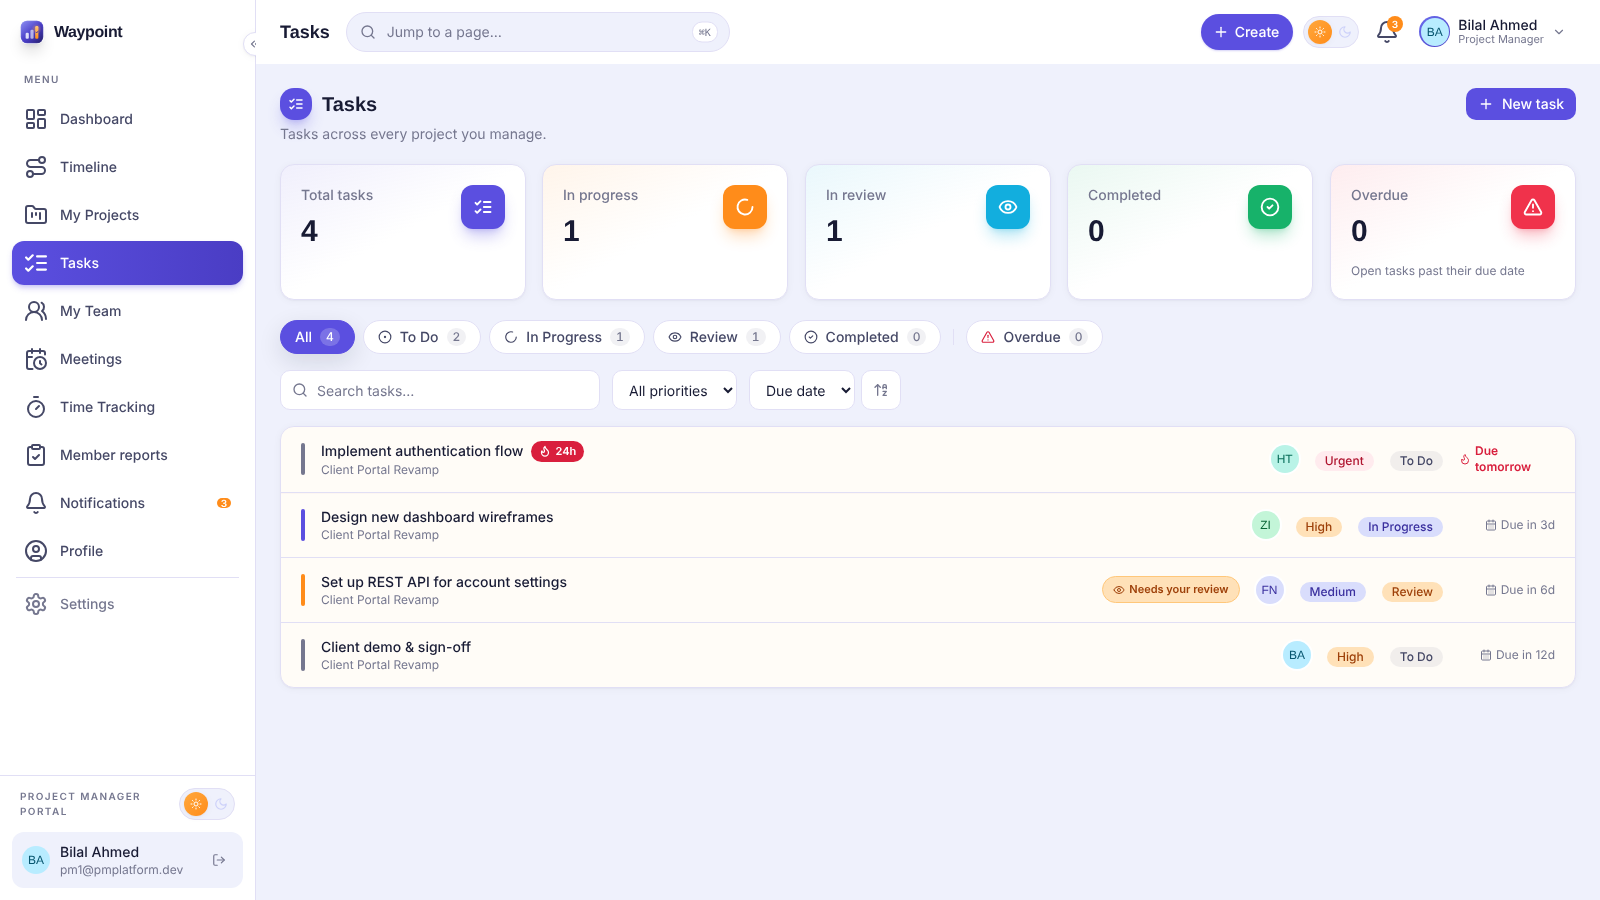 Waypoint
MENU
Dashboard
Timeline
My Projects
Tasks
My Team
Meetings
Time Tracking
Member reports
Notifications 3
Profile
Settings
PROJECT MANAGER
PORTAL
BA Bilal Ahmed
pm1@pmplatform.dev
Tasks
Jump to a page... ⌘K
+ Create
3
BA Bilal Ahmed
Project Manager
Tasks
+ New task
Tasks across every project you manage.
Total tasks
4
In progress
1
In review
1
Completed
0
Overdue
0
Open tasks past their due date
All 4
To Do 2
In Progress 1
Review 1
Completed 0
Overdue 0
Search tasks...
All priorities
Due date
Implement authentication flow 24h
Client Portal Revamp
HT Urgent To Do Due
tomorrow
Design new dashboard wireframes
Client Portal Revamp
ZI High In Progress Due in 3d
Set up REST API for account settings
Client Portal Revamp
Needs your review FN Medium Review Due in 6d
Client demo & sign-off
Client Portal Revamp
BA High To Do Due in 12d